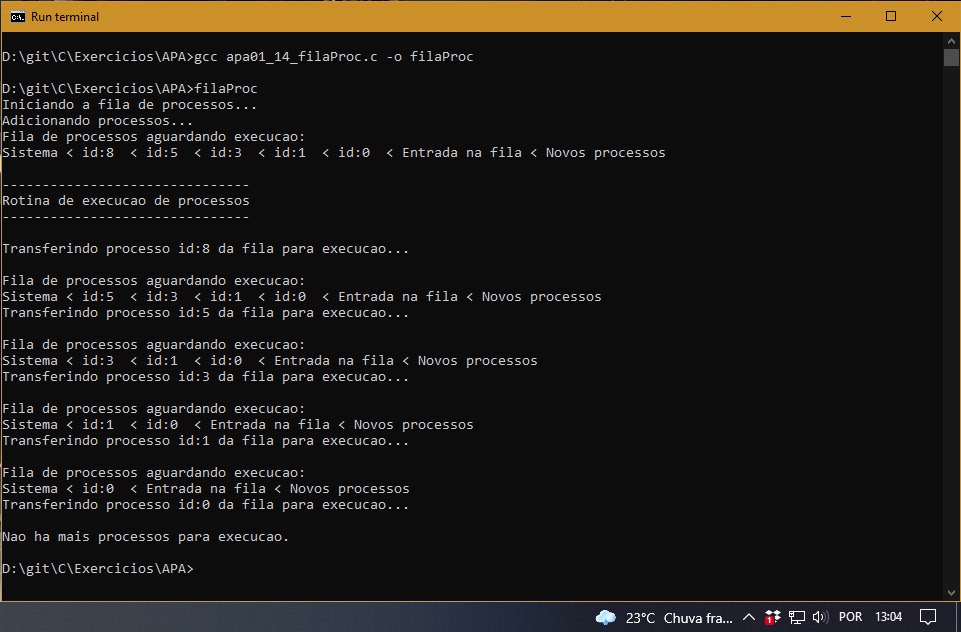 Run terminal
D:\git\C\Exercicios\APA>gcc apa01_14_filaProc.c -o filaProc
D:\git\C\Exercicios\APA>filaProc
Iniciando a fila de processos...
Adicionando processos...
Fila de processos aguardando execucao:
Sistema < id:8  < id:5  < id:3  < id:1  < id:0  < Entrada na fila < Novos processos
-------------------------------
Rotina de execucao de processos
-------------------------------
Transferindo processo id:8 da fila para execucao...
Fila de processos aguardando execucao:
Sistema < id:5  < id:3  < id:1  < id:0  < Entrada na fila < Novos processos
Transferindo processo id:5 da fila para execucao...
Fila de processos aguardando execucao:
Sistema < id:3  < id:1  < id:0  < Entrada na fila < Novos processos
Transferindo processo id:3 da fila para execucao...
Fila de processos aguardando execucao:
Sistema < id:1  < id:0  < Entrada na fila < Novos processos
Transferindo processo id:1 da fila para execucao...
Fila de processos aguardando execucao:
Sistema < id:0  < Entrada na fila < Novos processos
Transferindo processo id:0 da fila para execucao...
Nao ha mais processos para execucao.
D:\git\C\Exercicios\APA>
23°C Chuva fra... 1 POR 13:04